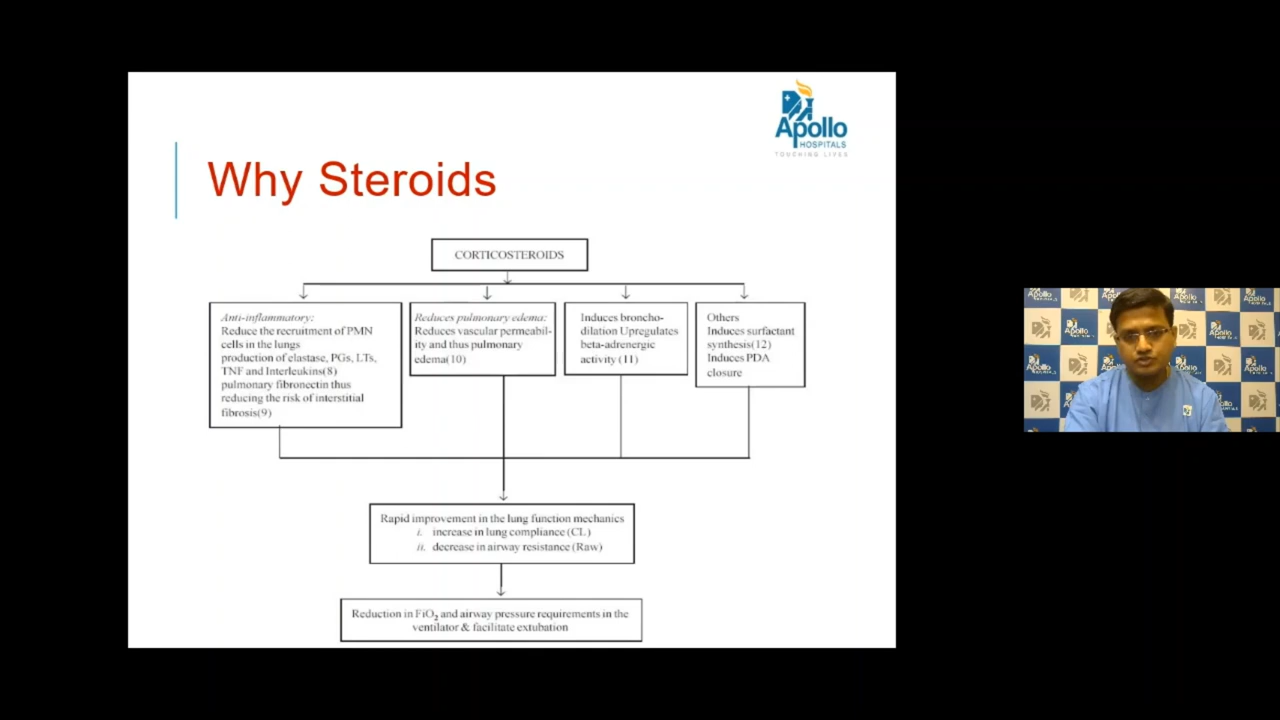 Apollo
HOSPITALS
TOUCHING LIVES
Why Steroids
CORTICOSTEROIDS
Anti-inflammatory:
Reduce the recruitment of PMN
cells in the lungs
production of elastase, PGs, LTs,
TNF and Interleukins(8)
pulmonary fibronectin thus
reducing the risk of interstitial
fibrosis(9)
Reduces pulmonary edema:
Reduces vascular permeabil-
ity and thus pulmonary
edema(10)
Induces broncho-
dilation Upregulates
beta-adrenergic
activity (11)
Others
Induces surfactant
synthesis(12)
Induces PDA
closure
Rapid improvement in the lung function mechanics
i. increase in lung compliance (CL)
ii. decrease in airway resistance (Raw)
Reduction in FiO2 and airway pressure requirements in the
ventilator & facilitate extubation